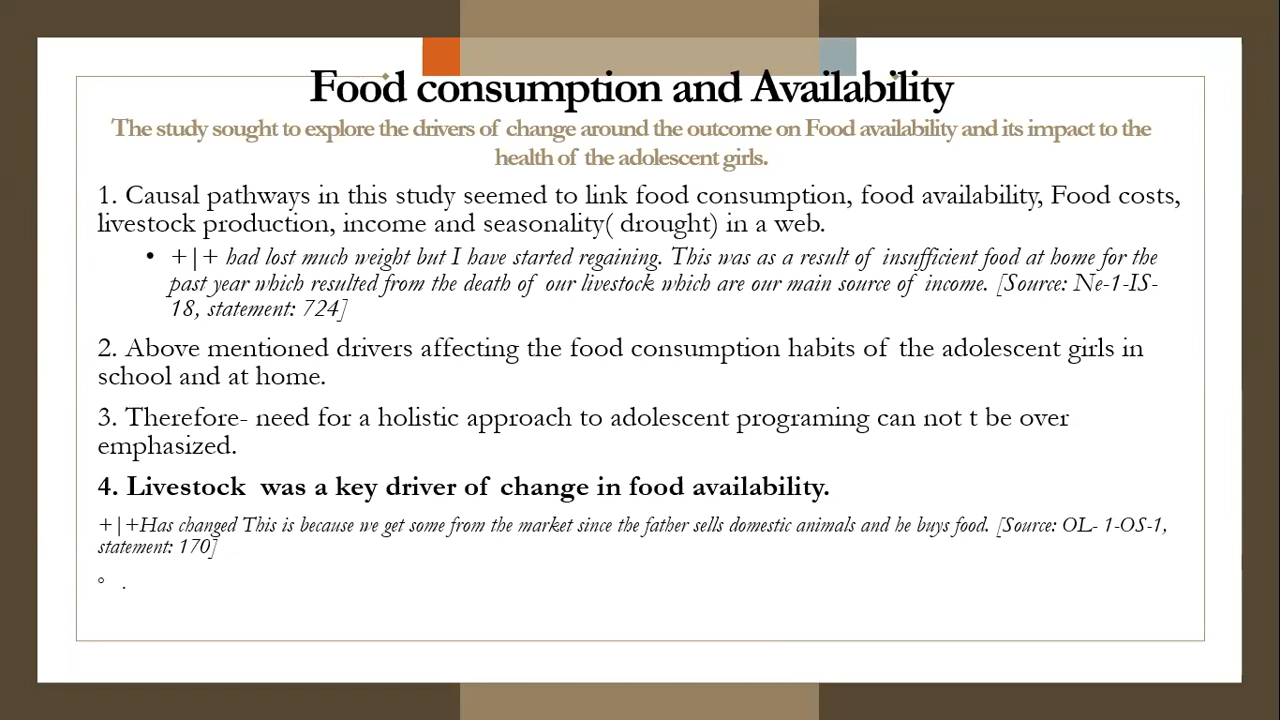 Food consumption and Availability
The study sought to explore the drivers of change around the outcome on Food availability and its impact to the
health of the adolescent girls.
1. Causal pathways in this study seemed to link food consumption, food availability, Food costs,
livestock production, income and seasonality( drought) in a web.
• +|+ had lost much weight but I have started regaining. This was as a result of insufficient food at home for the
past year which resulted from the death of our livestock which are our main source of income. [Source: Ne-1-IS-
18, statement: 724]
2. Above mentioned drivers affecting the food consumption habits of the adolescent girls in
school and at home.
3. Therefore- need for a holistic approach to adolescent programing can not t be over
emphasized.
4. Livestock was a key driver of change in food availability.
+|+Has changed This is because we get some from the market since the father sells domestic animals and he buys food. [Source: OL- 1-OS-1,
statement: 170]
° .